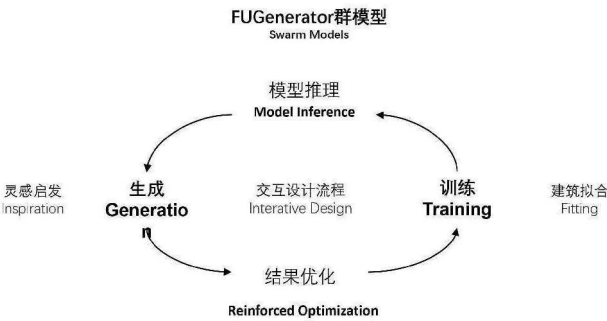 FUGenerator群模型
Swarm Models
模型推理
Model Inference
灵感启发
Inspiration
生成
Generatio
n
交互设计流程
Interative Design
训练
Training
建筑拟合
Fitting
结果优化
Reinforced Optimization